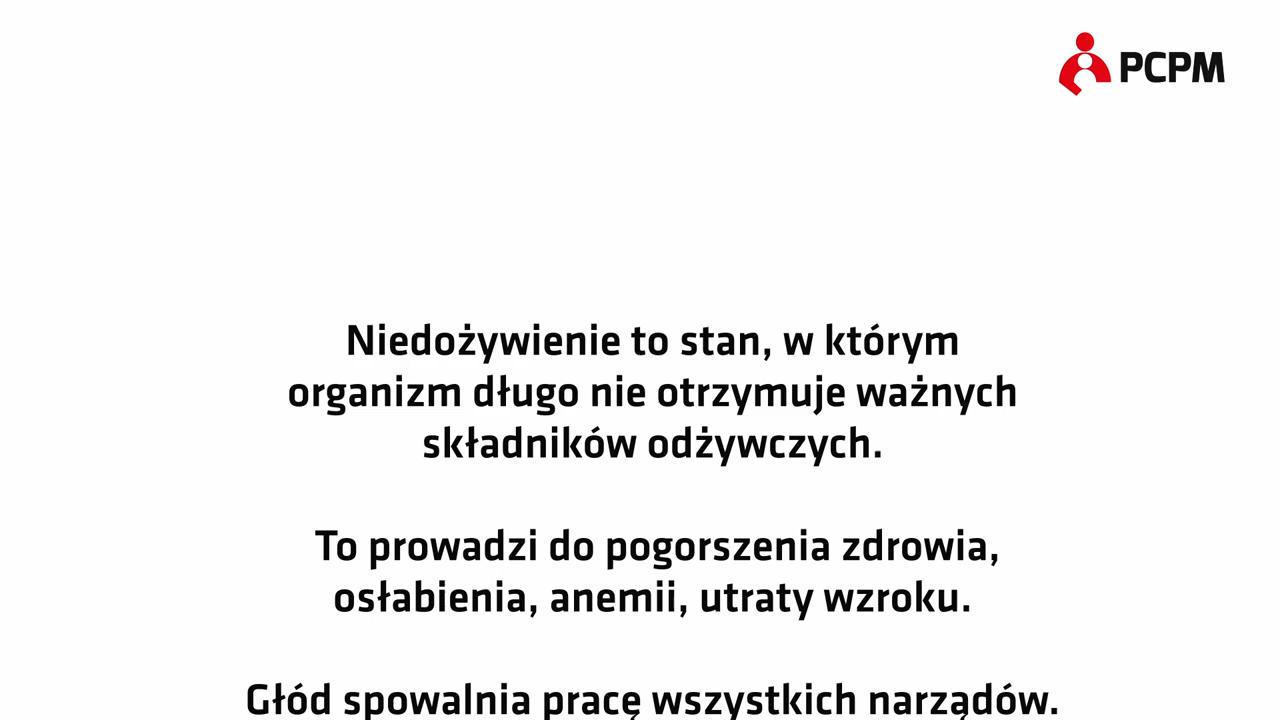 PCPM
Niedożywienie to stan, w którym
organizm długo nie otrzymuje ważnych
składników odżywczych.
To prowadzi do pogorszenia zdrowia,
osłabienia, anemii, utraty wzroku.
Głód spowalnia pracę wszystkich narządów.